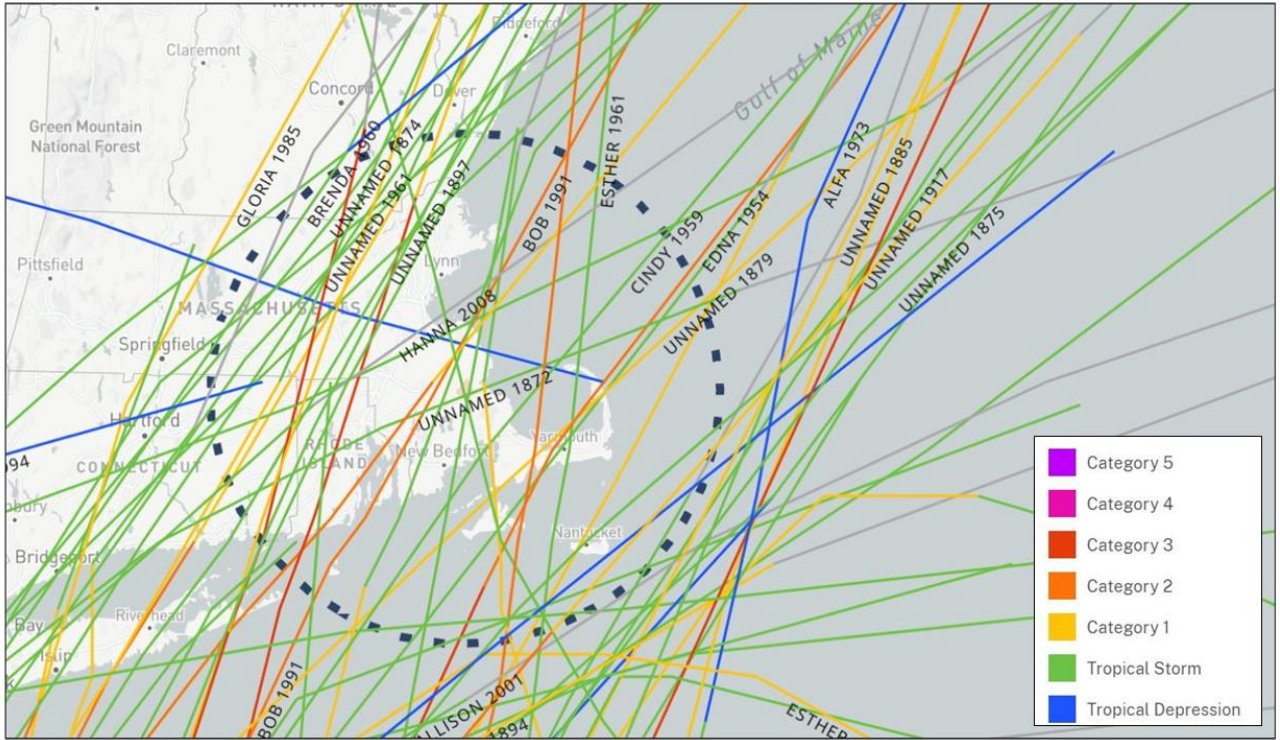 Biddeford
Claremont
Concord
Dover
Gulf of Maine
Green Mountain
National Forest
GLORIA 1985
BRENDA 1960
UNNAMED 1874
UNNAMED 1961
UNNAMED 1897
BOB 1991
ESTHER 1961
CINDY 1959
EDNA 1954
UNNAMED 1879
ALFA 1973
UNNAMED 1885
UNNAMED 1917
UNNAMED 1875
Pittsfield
Lynn
MASSACHUSETTS
HANNA 2008
Springfield
UNNAMED 1872
Hartford
Yarmouth
RHODE
ISLAND
New Bedford
CONNECTICUT
94
bury
Nantucket
Bridgeport
Riverhead
Bay
Islip
BOB 1991
ALLISON 2001
1894
ESTHER
Category 5
Category 4
Category 3
Category 2
Category 1
Tropical Storm
Tropical Depression